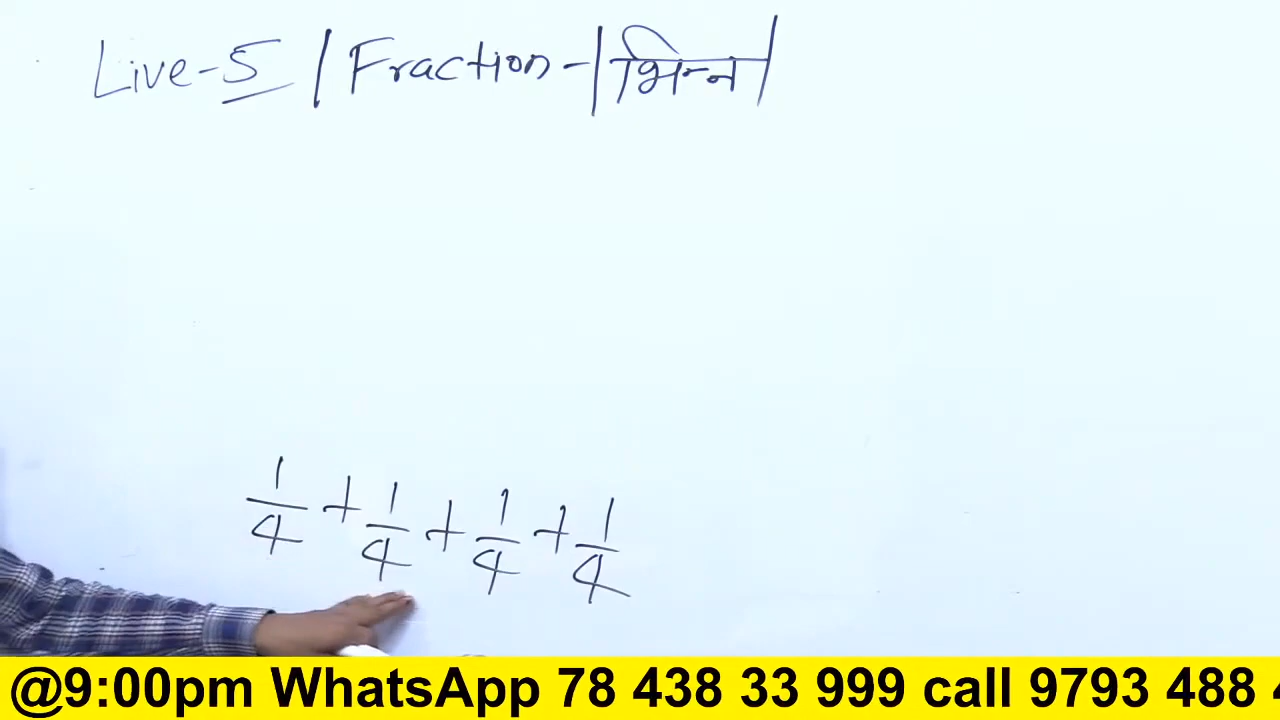 Live-5 / Fraction - | भिन्न |
1/4 + 1/4 + 1/4 + 1/4
@9:00pm WhatsApp 78 438 33 999 call 9793 488